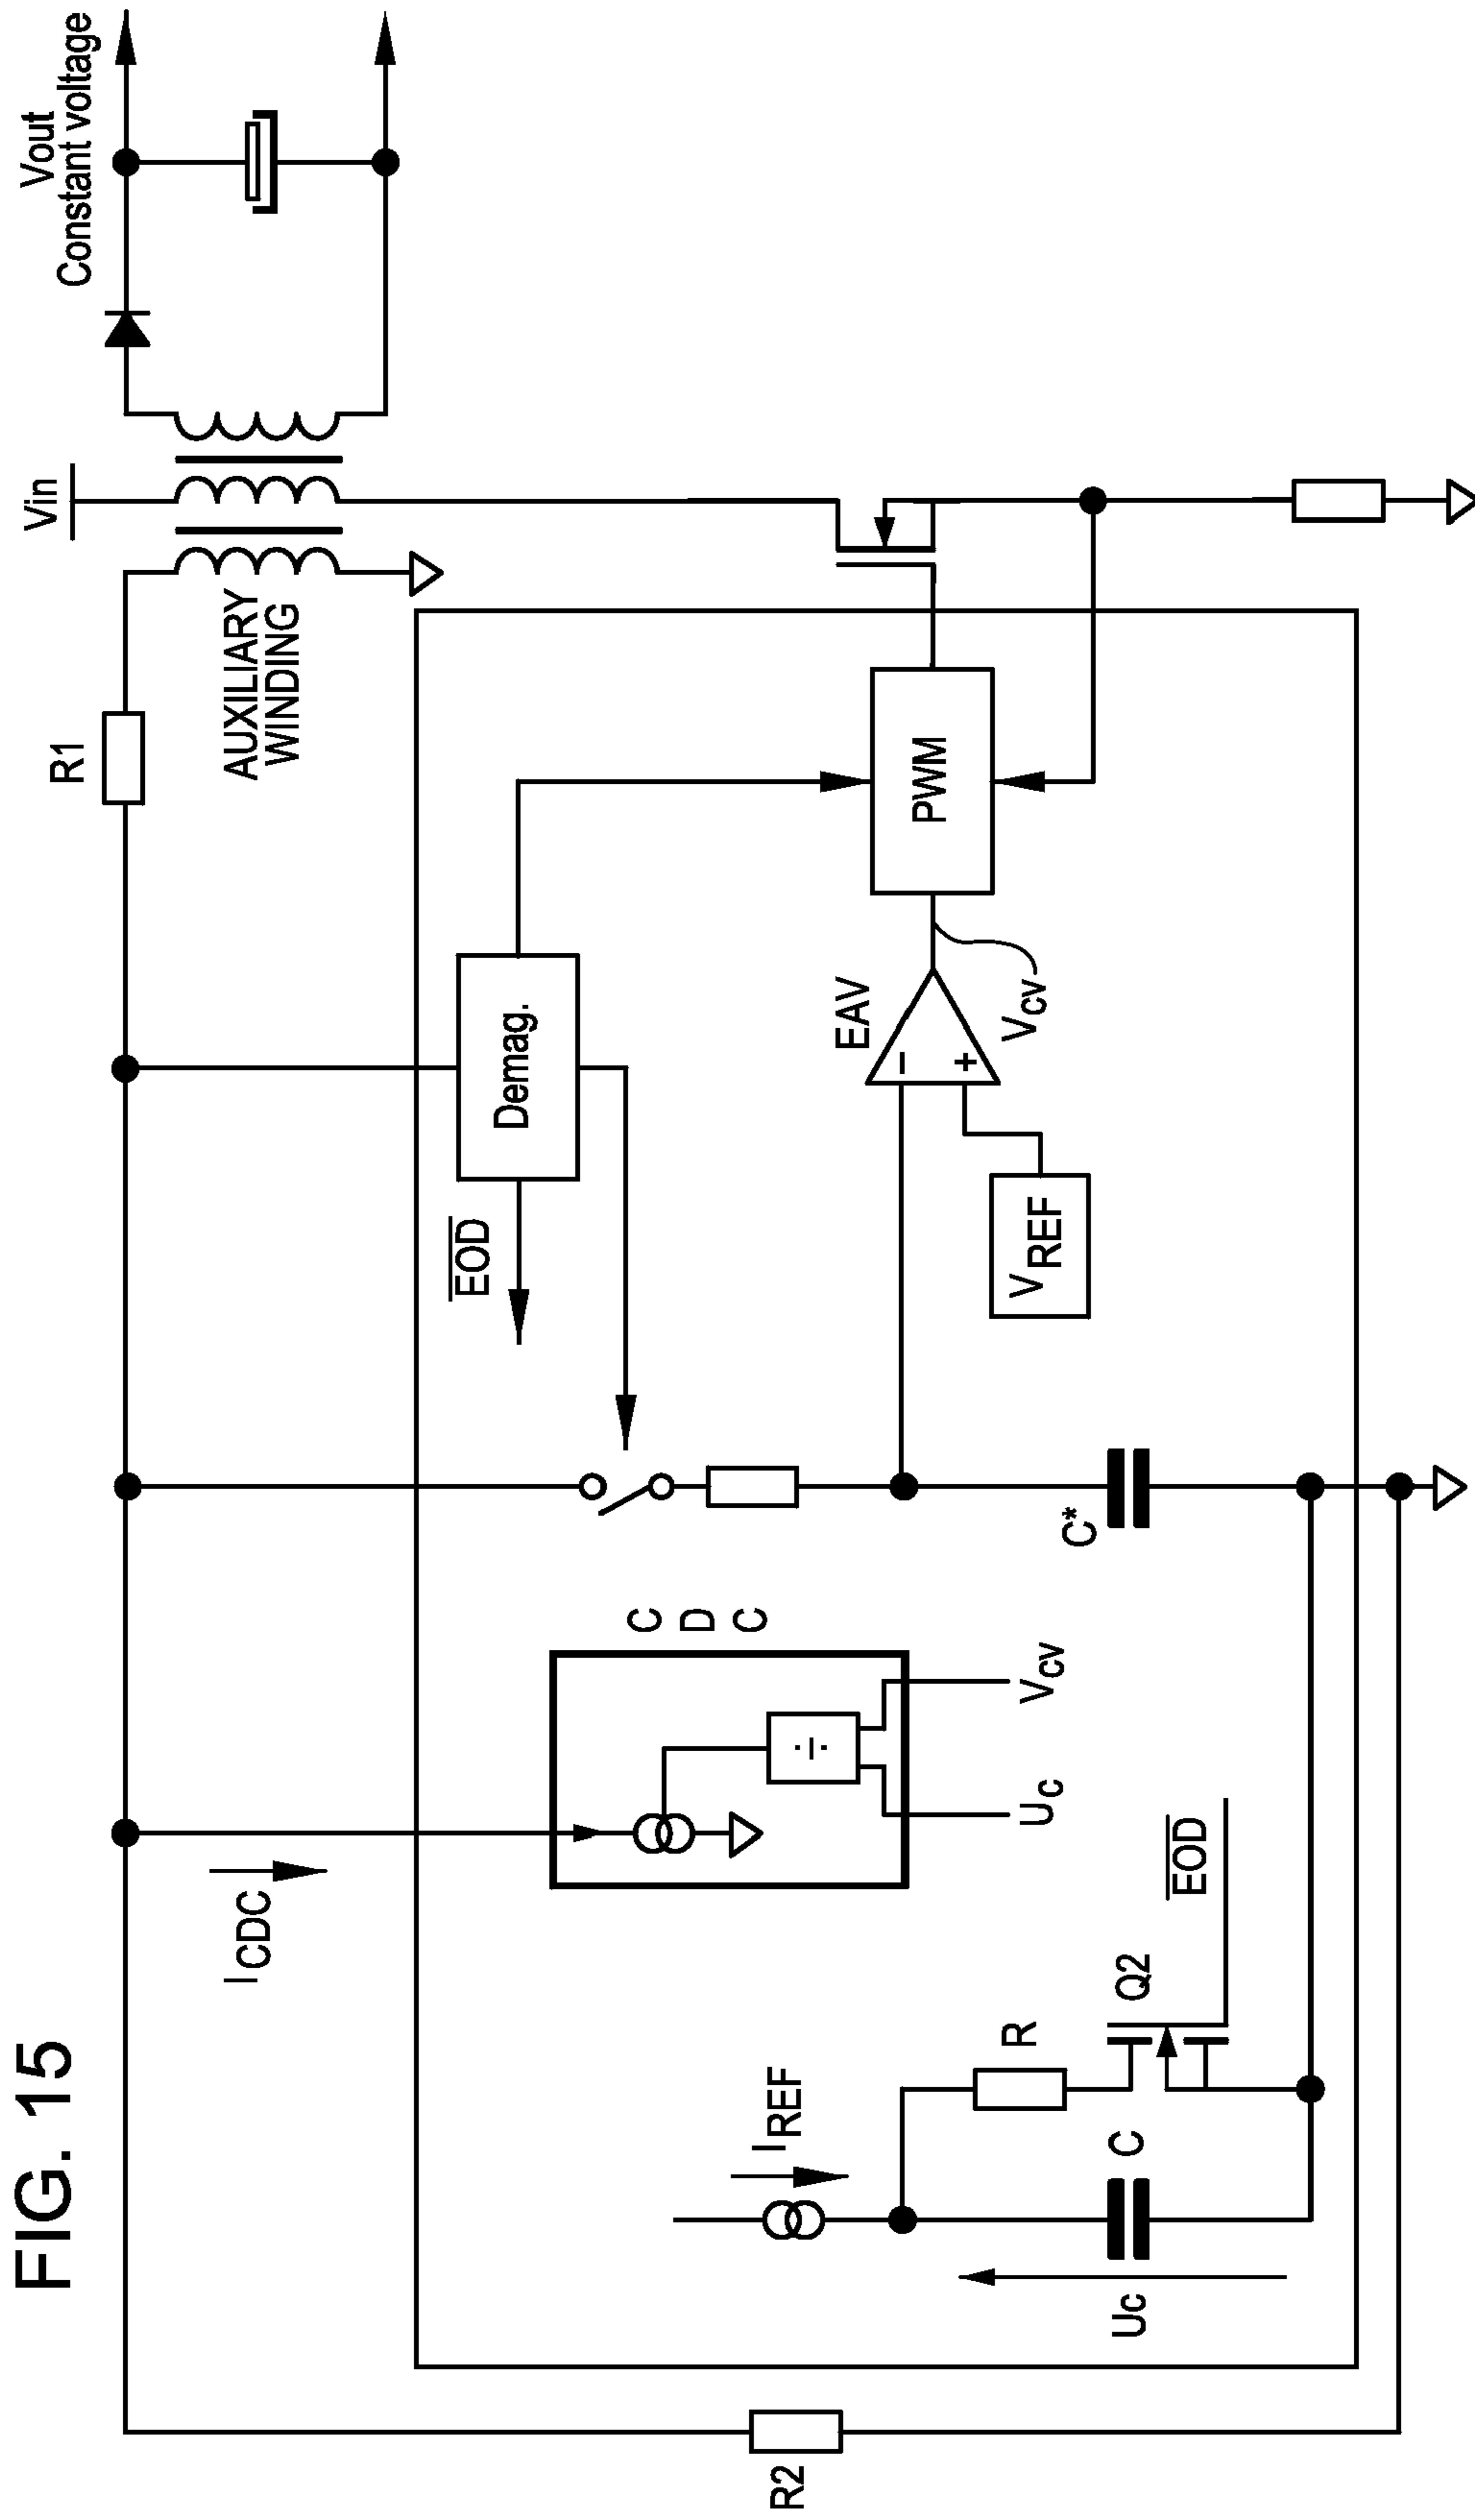 FIG. 15
Vout
Constant voltage
Vin
R1
AUXILIARY
WINDING
Demag.
EOD
PWM
EAV
−
+
Vcv
VREF
C*
ICDC
C
D
C
÷
Uc
Vcv
IREF
R
Q2
EOD
C
Uc
R2